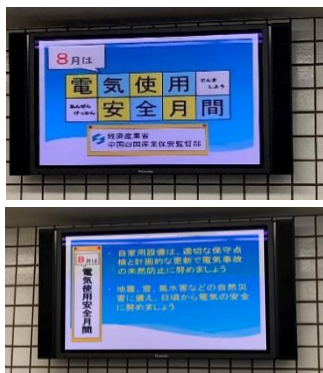 8月は
電気使用
でんき
しよう
あんぜん
げっかん
安全月間
経済産業省
中国四国産業保安監督部
Panasonic
8月は
電気使用安全月間
・自家用設備は、適切な保守点
検と計画的な更新で電気事故
の未然防止に努めましょう
・地震、雷、風水害などの自然災
害に備え、日頃から電気の安全
に努めましょう
Panasonic